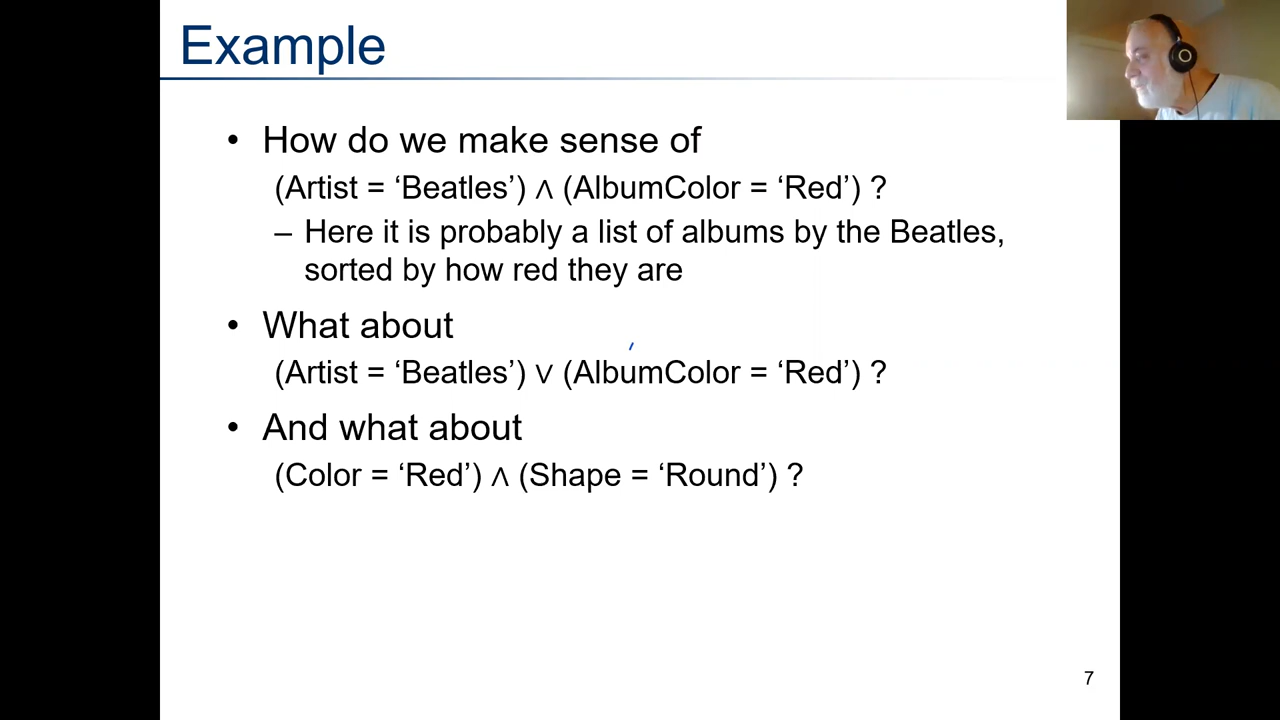 Example
• How do we make sense of
(Artist = ‘Beatles’) ∧ (AlbumColor = ‘Red’) ?
– Here it is probably a list of albums by the Beatles,
sorted by how red they are
• What about
(Artist = ‘Beatles’) ∨ (AlbumColor = ‘Red’) ?
• And what about
(Color = ‘Red’) ∧ (Shape = ‘Round’) ?
7